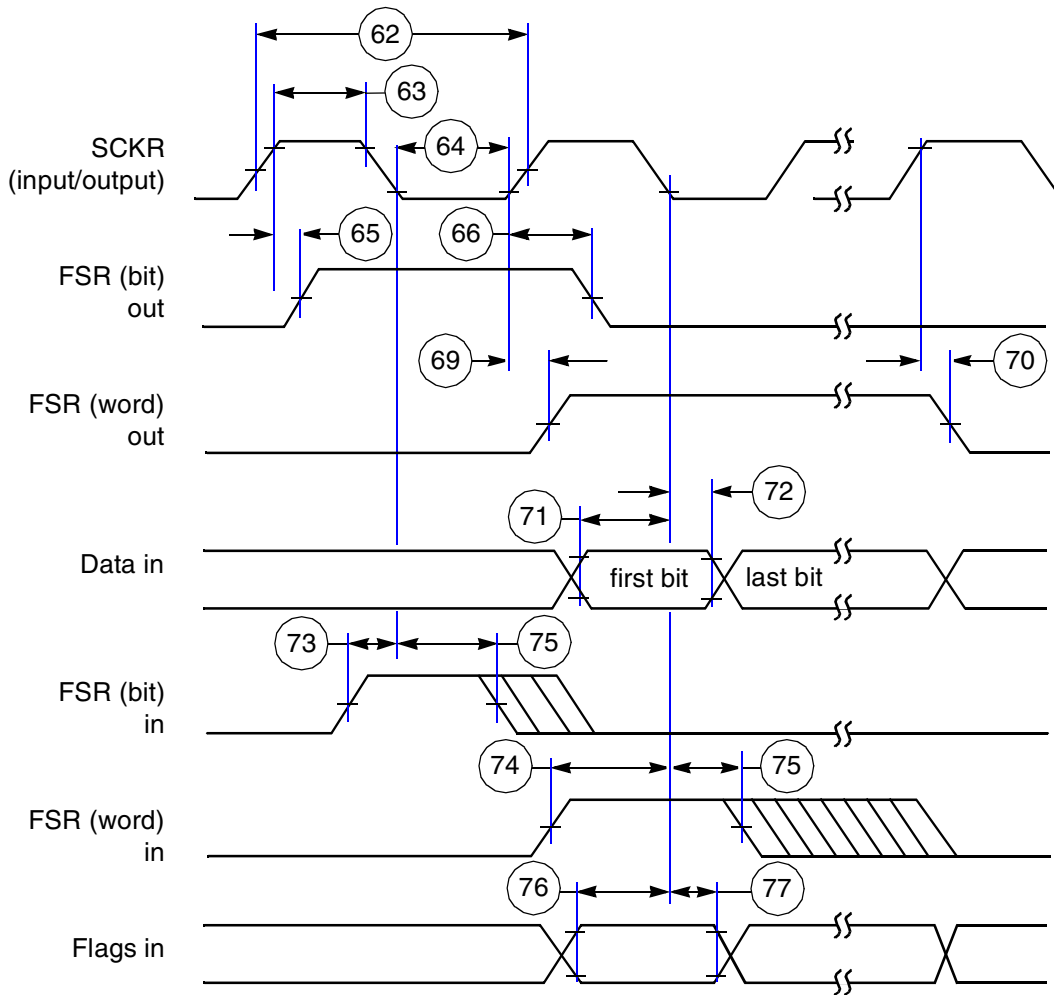 62
63
SCKR
(input/output)
64
65
66
FSR (bit)
out
69
70
FSR (word)
out
72
71
Data in
first bit
last bit
73
75
FSR (bit)
in
74
75
FSR (word)
in
76
77
Flags in